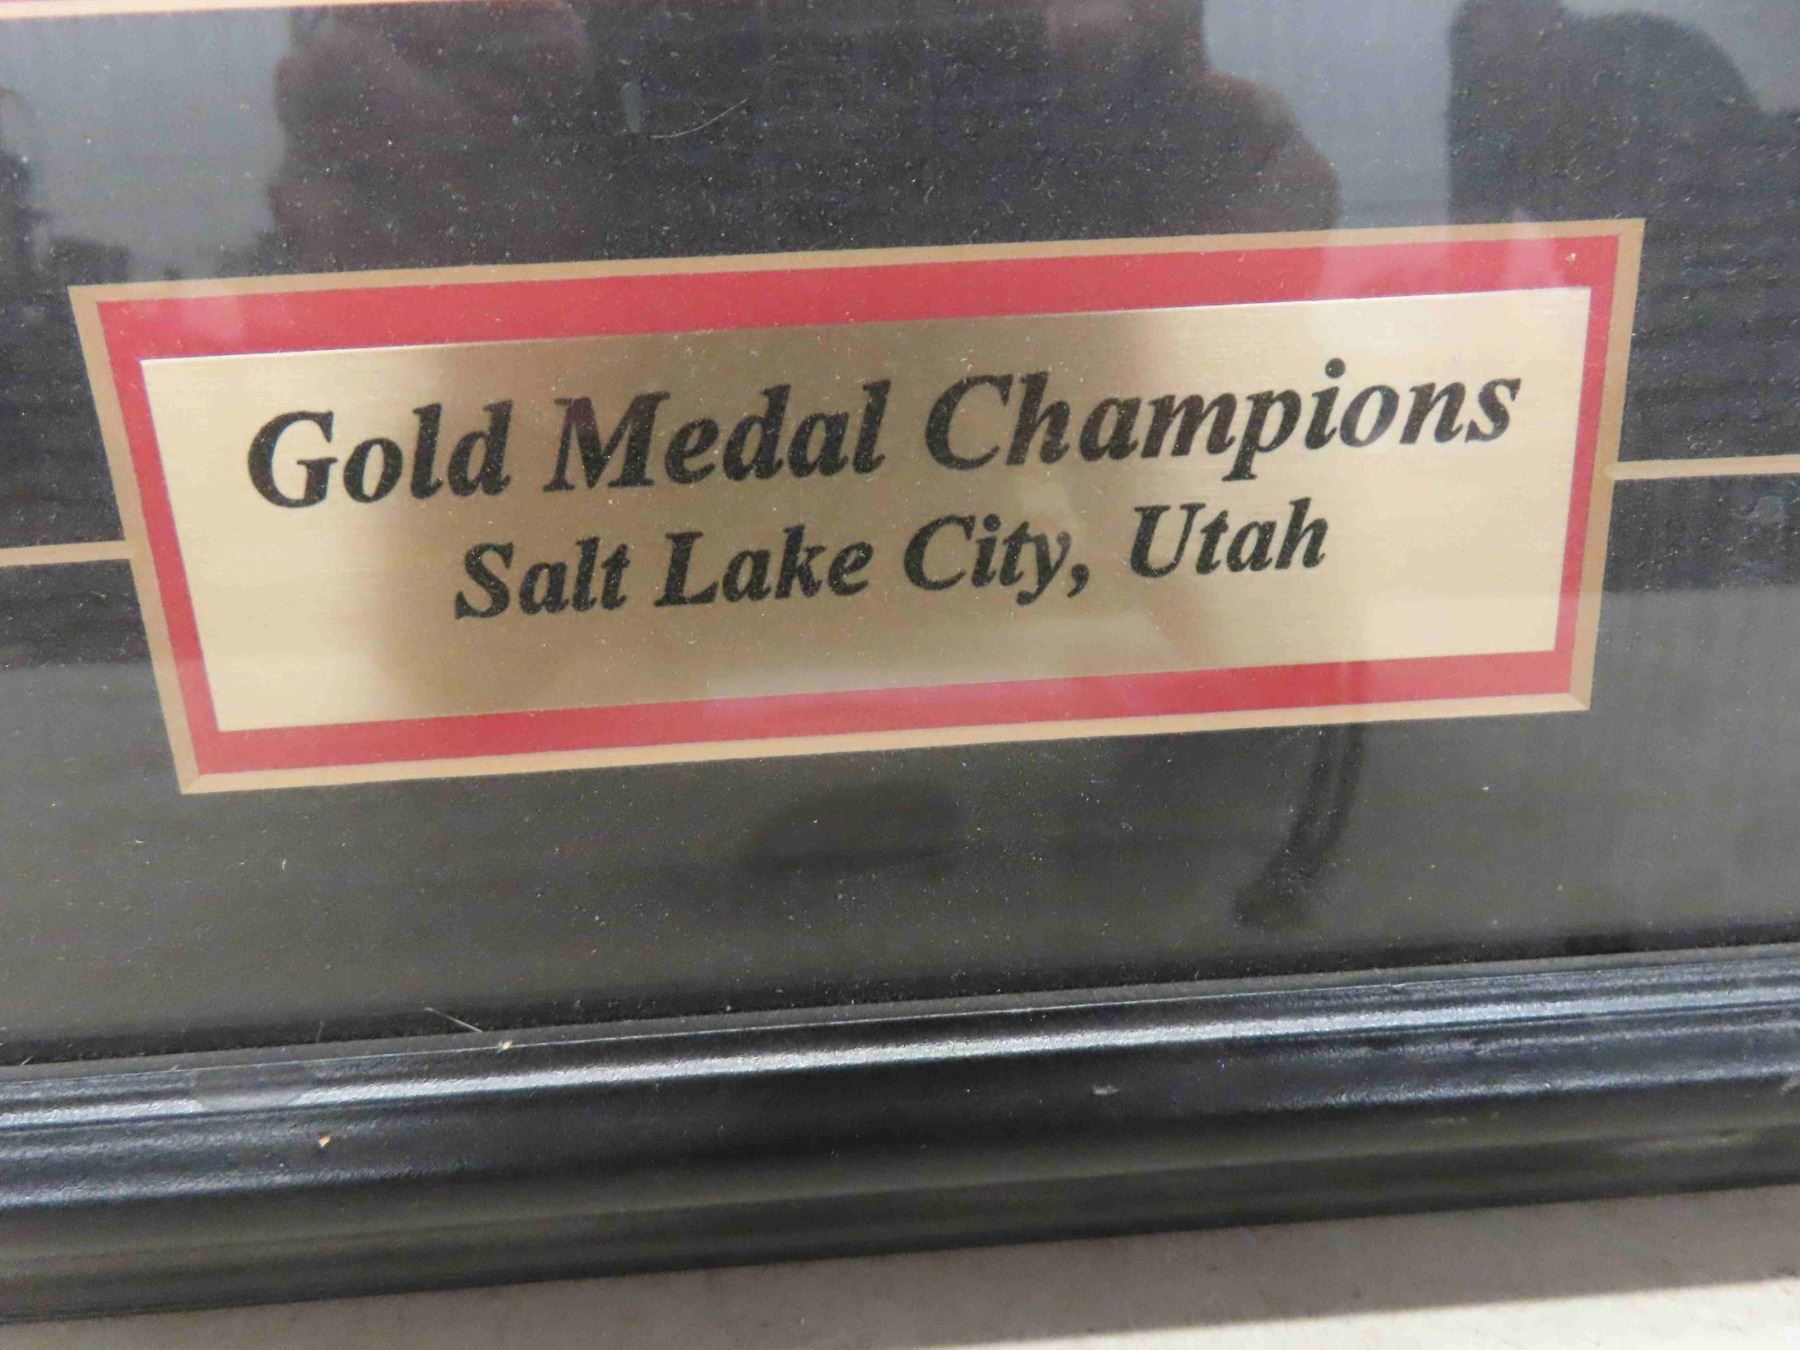 Gold Medal Champions
Salt Lake City, Utah